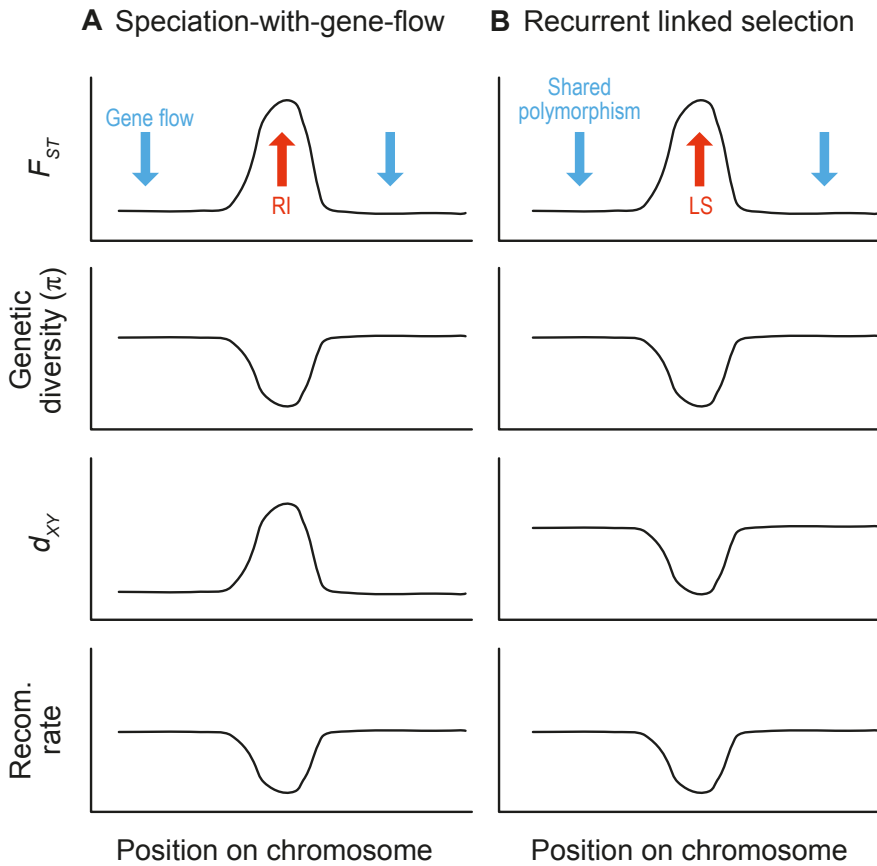 A Speciation-with-gene-flow
B Recurrent linked selection
F_ST
Gene flow
RI
Shared
polymorphism
LS
Genetic
diversity (π)
d_XY
Recom.
rate
Position on chromosome
Position on chromosome